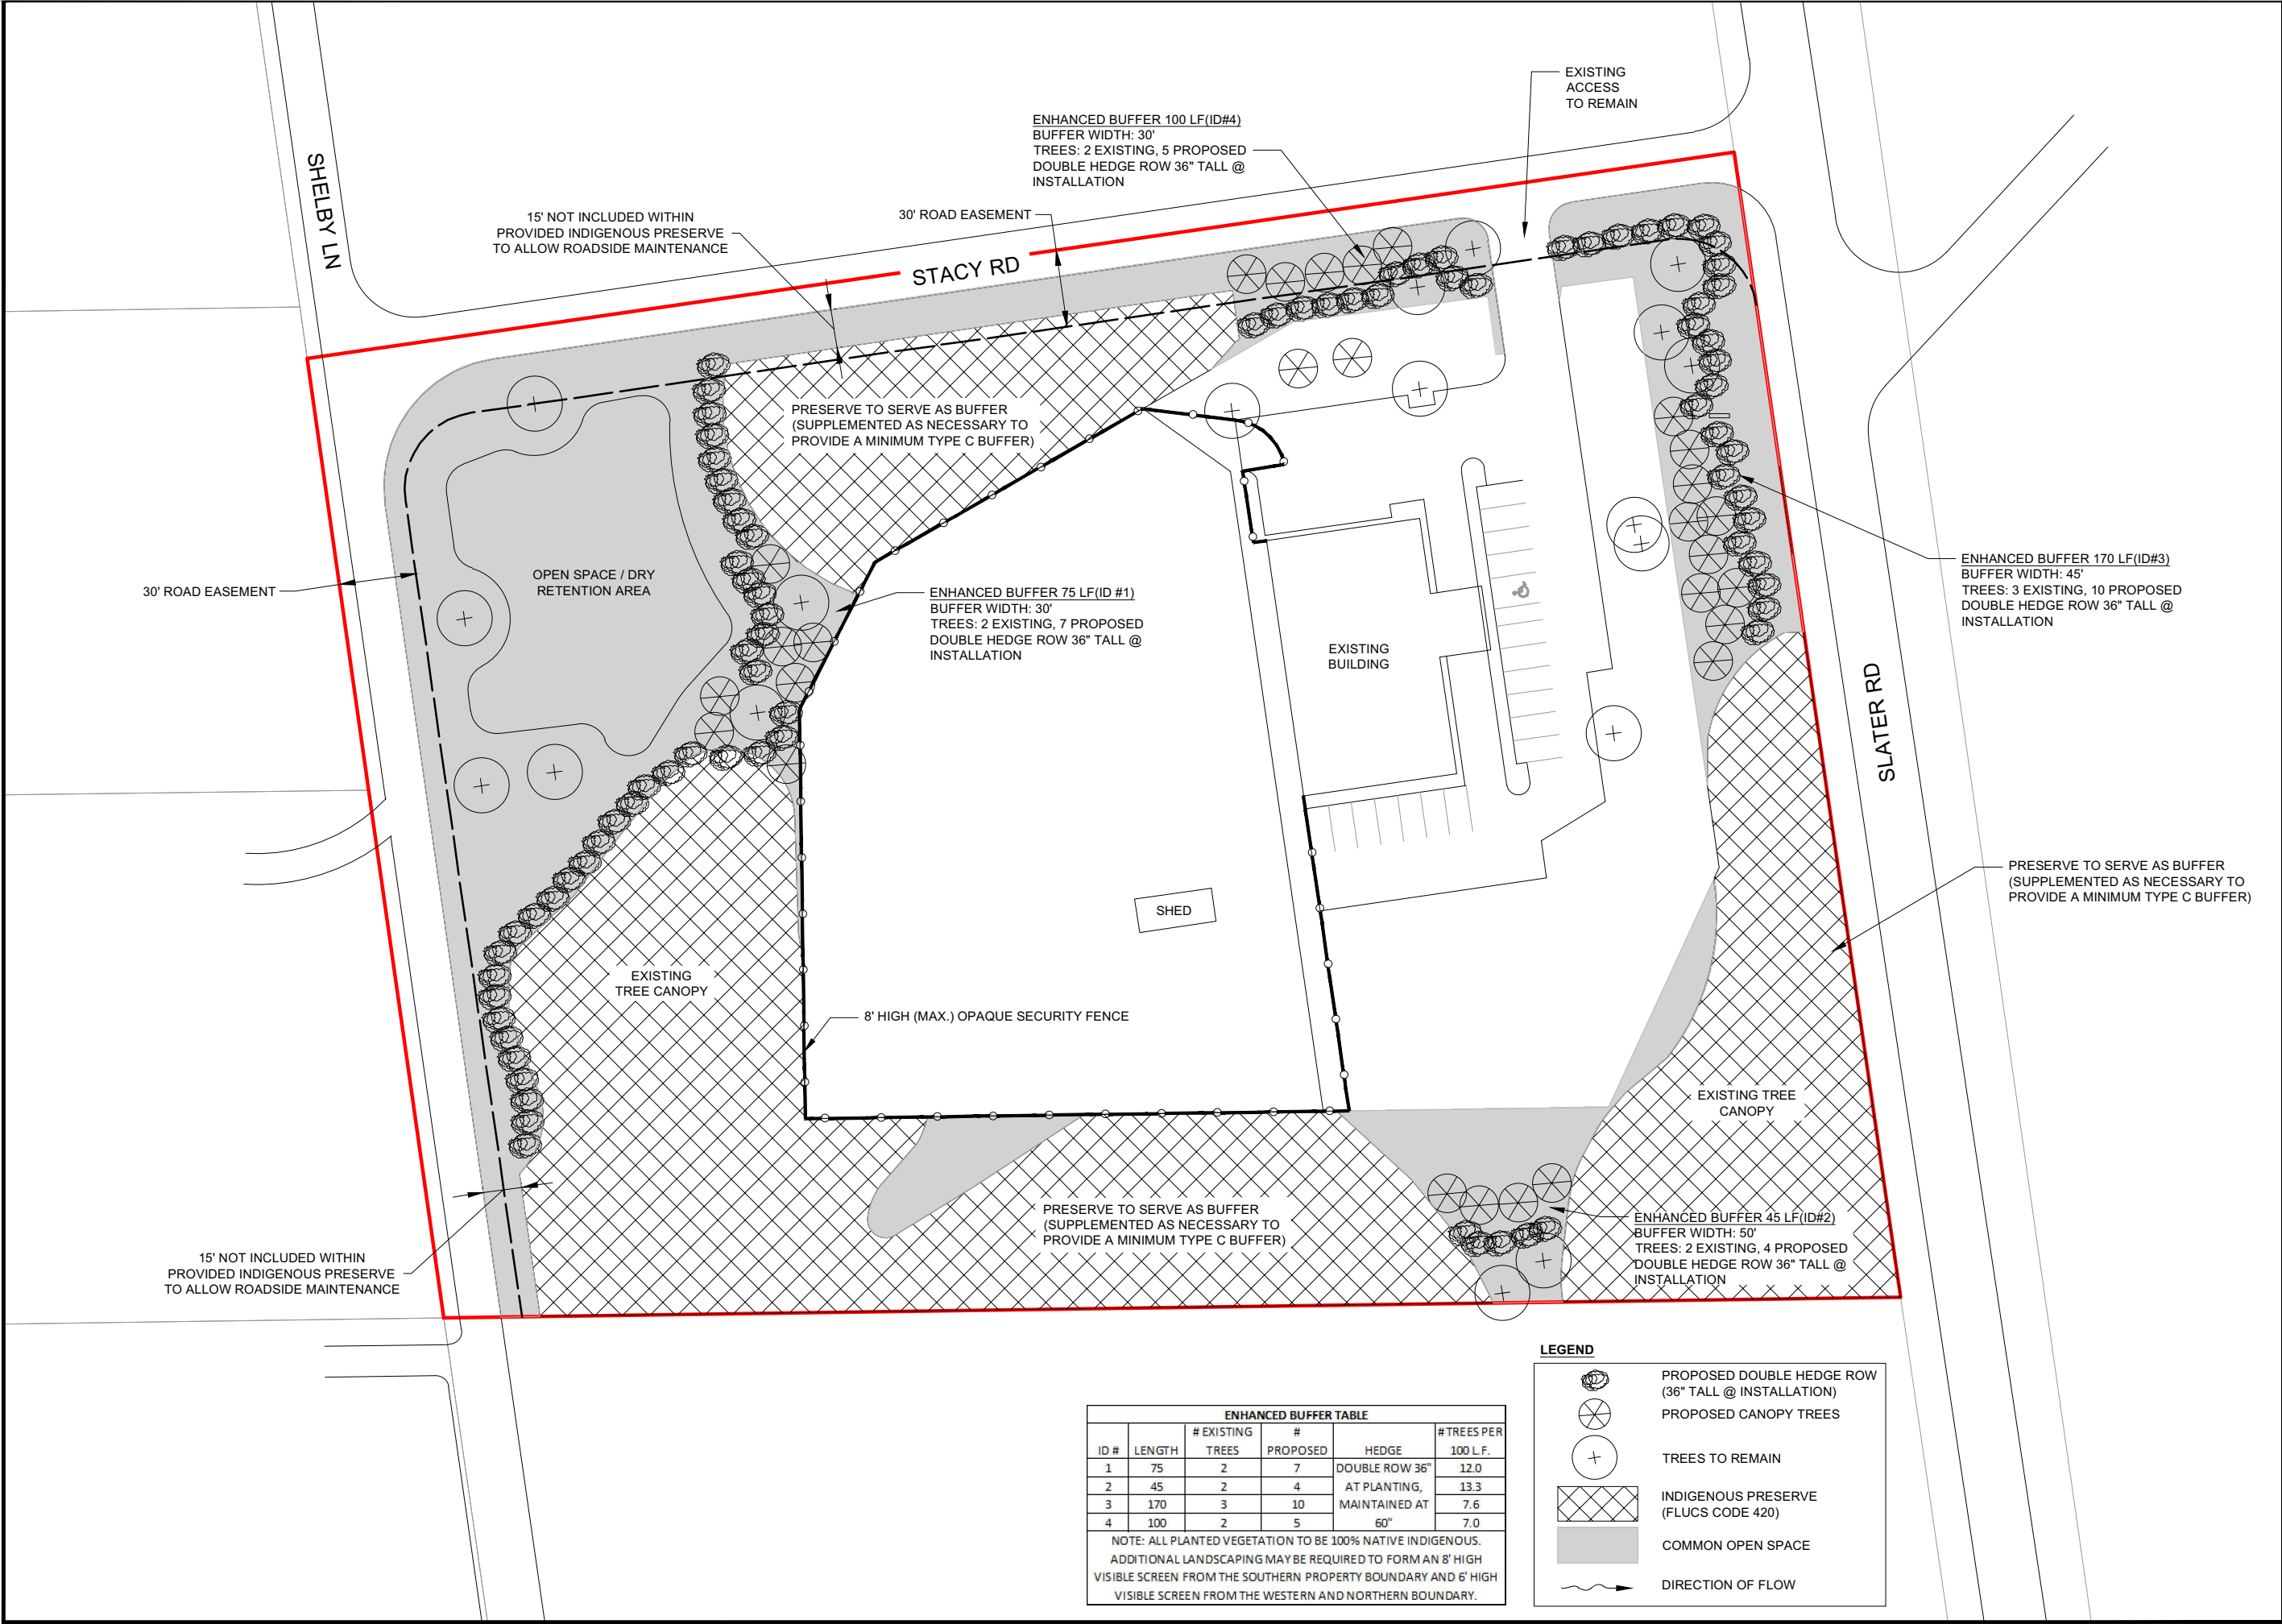 EXISTING
ACCESS
TO REMAIN
ENHANCED BUFFER 100 LF(ID#4)
BUFFER WIDTH: 30'
TREES: 2 EXISTING, 5 PROPOSED
DOUBLE HEDGE ROW 36" TALL @
INSTALLATION
SHELBY LN
15' NOT INCLUDED WITHIN
PROVIDED INDIGENOUS PRESERVE
TO ALLOW ROADSIDE MAINTENANCE
30' ROAD EASEMENT
STACY RD
PRESERVE TO SERVE AS BUFFER
(SUPPLEMENTED AS NECESSARY TO
PROVIDE A MINIMUM TYPE C BUFFER)
30' ROAD EASEMENT
OPEN SPACE / DRY
RETENTION AREA
ENHANCED BUFFER 75 LF(ID #1)
BUFFER WIDTH: 30'
TREES: 2 EXISTING, 7 PROPOSED
DOUBLE HEDGE ROW 36" TALL @
INSTALLATION
EXISTING
BUILDING
ENHANCED BUFFER 170 LF(ID#3)
BUFFER WIDTH: 45'
TREES: 3 EXISTING, 10 PROPOSED
DOUBLE HEDGE ROW 36" TALL @
INSTALLATION
SLATER RD
PRESERVE TO SERVE AS BUFFER
(SUPPLEMENTED AS NECESSARY TO
PROVIDE A MINIMUM TYPE C BUFFER)
SHED
EXISTING
TREE CANOPY
8' HIGH (MAX.) OPAQUE SECURITY FENCE
EXISTING TREE
CANOPY
PRESERVE TO SERVE AS BUFFER
(SUPPLEMENTED AS NECESSARY TO
PROVIDE A MINIMUM TYPE C BUFFER)
ENHANCED BUFFER 45 LF(ID#2)
BUFFER WIDTH: 50'
TREES: 2 EXISTING, 4 PROPOSED
DOUBLE HEDGE ROW 36" TALL @
INSTALLATION
15' NOT INCLUDED WITHIN
PROVIDED INDIGENOUS PRESERVE
TO ALLOW ROADSIDE MAINTENANCE
ENHANCED BUFFER TABLE
# EXISTING # # TREES PER
ID # LENGTH TREES PROPOSED HEDGE 100 L.F.
1 75 2 7 DOUBLE ROW 36" 12.0
2 45 2 4 AT PLANTING, 13.3
3 170 3 10 MAINTAINED AT 7.6
4 100 2 5 60" 7.0
NOTE: ALL PLANTED VEGETATION TO BE 100% NATIVE INDIGENOUS.
ADDITIONAL LANDSCAPING MAY BE REQUIRED TO FORM AN 8' HIGH
VISIBLE SCREEN FROM THE SOUTHERN PROPERTY BOUNDARY AND 6' HIGH
VISIBLE SCREEN FROM THE WESTERN AND NORTHERN BOUNDARY.
LEGEND
PROPOSED DOUBLE HEDGE ROW
(36" TALL @ INSTALLATION)
PROPOSED CANOPY TREES
TREES TO REMAIN
INDIGENOUS PRESERVE
(FLUCS CODE 420)
COMMON OPEN SPACE
DIRECTION OF FLOW